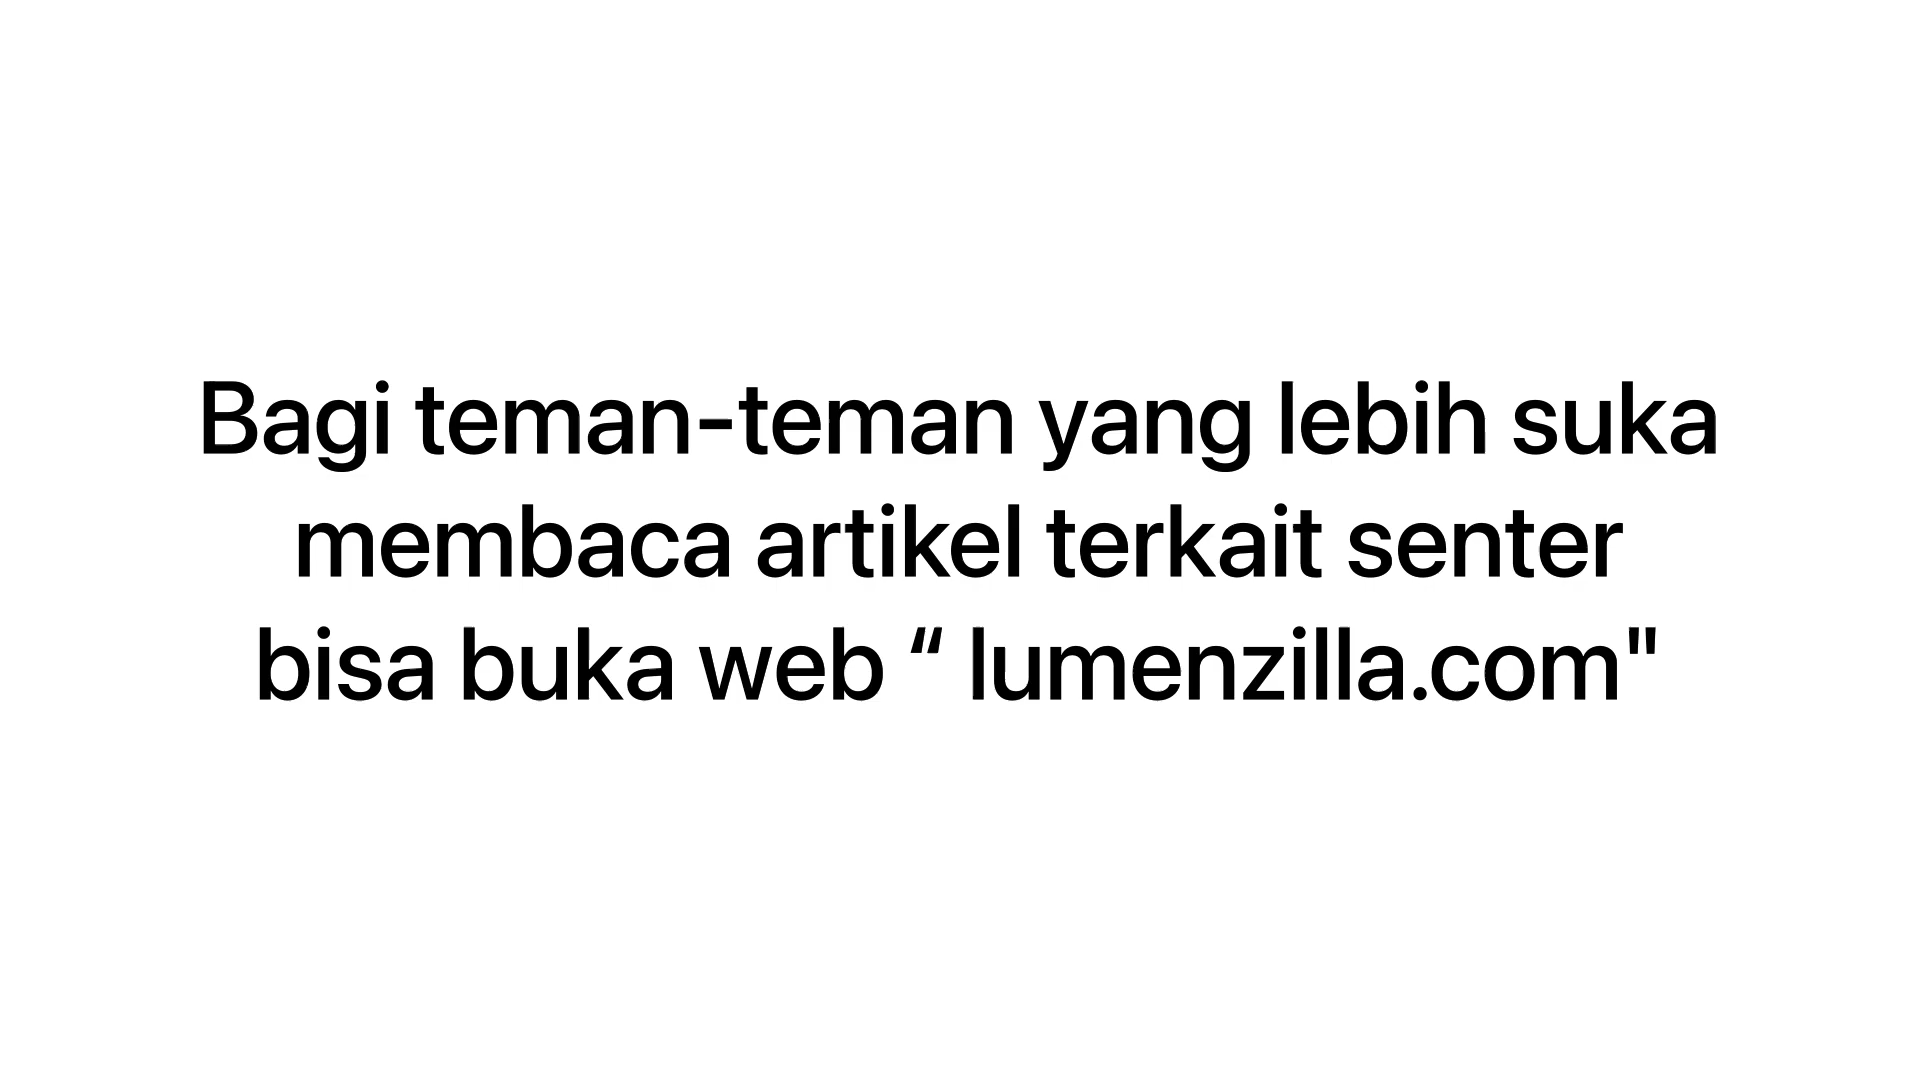 Bagi teman-teman yang lebih suka
membaca artikel terkait senter
bisa buka web “ lumenzilla.com"